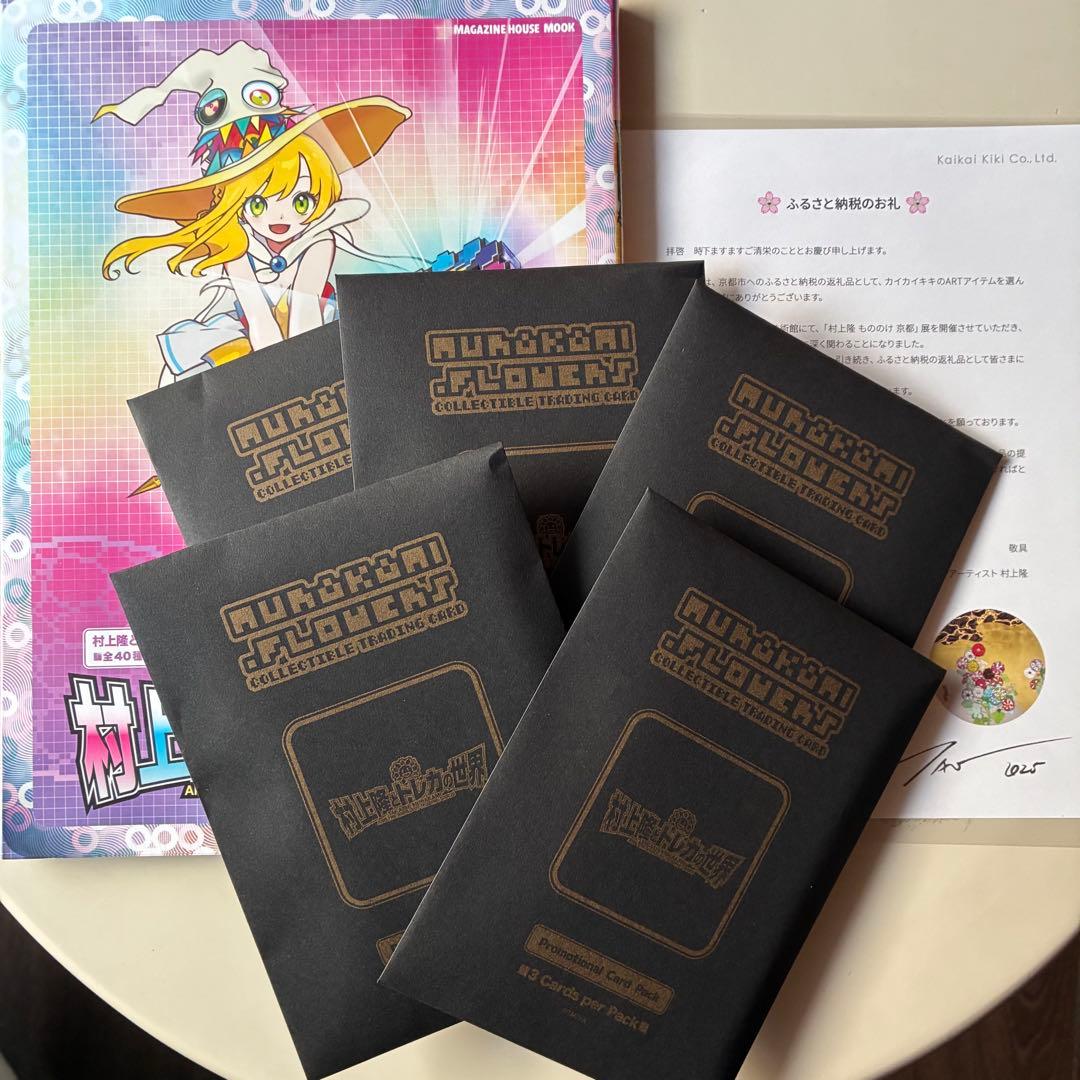 MAGAZINE HOUSE MOOK
村上隆と
全40種
村上
Kaikai Kiki Co., Ltd.
ふるさと納税のお礼
拝啓 時下ますますご清栄のこととお慶び申し上げます。
は、京都市へのふるさと納税の返礼品として、カイカイキキのARTアイテムを選ん
にありがとうございます。
術館にて、「村上隆 もののけ 京都」展を開催させていただき、
深く関わることになりました。
引き続き、ふるさと納税の返礼品として皆さまに
ます。
を願っております。
品の提
ればと
敬具
アーティスト 村上隆
2025
MURAKAMI
.FLOWERS
COLLECTIBLE TRADING CARD
MURAKAMI
.FLOWERS
COLLECTIBLE TRADING CARD
MURAKAMI
.FLOWERS
COLLECTIBLE TRADING CARD
MURAKAMI
.FLOWERS
COLLECTIBLE TRADING CARD
村上隆とトレカの世界
MURAKAMI
.FLOWERS
COLLECTIBLE TRADING CARD
村上隆とトレカの世界
Promotional Card Pack
3 Cards per Pack